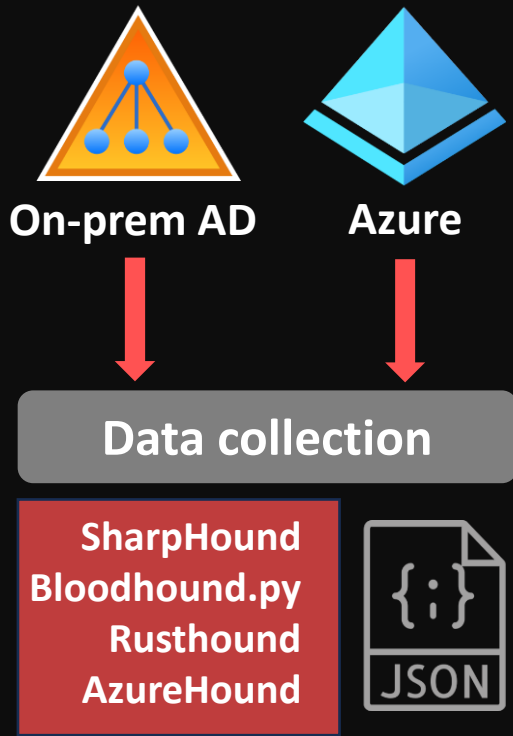 On-prem AD
Azure
Data collection
SharpHound
Bloodhound.py
Rusthound
AzureHound
{;}
JSON